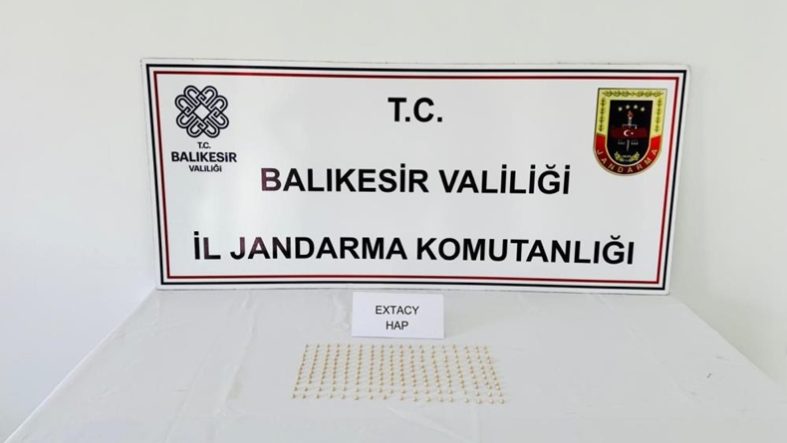 T.C.
BALIKESİR
VALİLİĞİ
T.C.
BALIKESİR VALİLİĞİ
İL JANDARMA KOMUTANLIĞI
JANDARMA
EXTACY
HAP